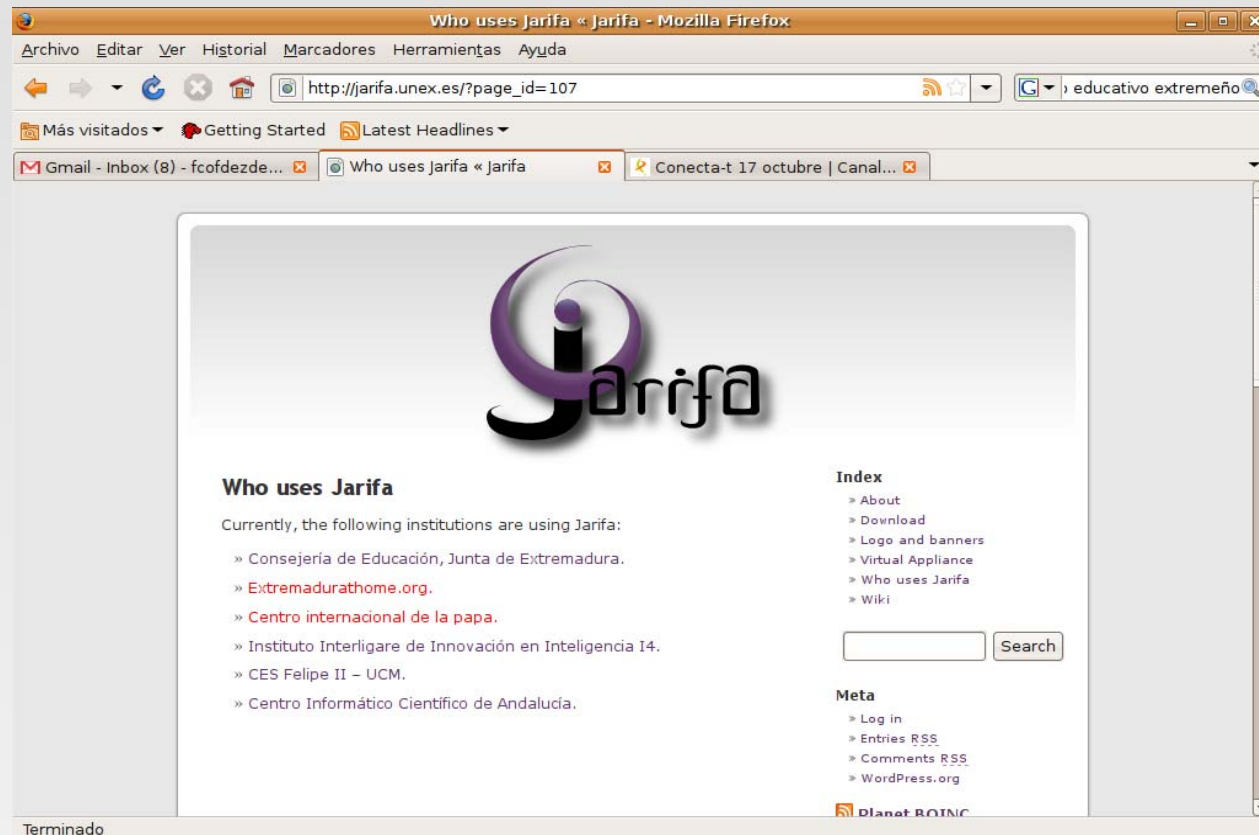 Who uses Jarifa « Jarifa - Mozilla Firefox
Archivo Editar Ver Historial Marcadores Herramientas Ayuda
http://jarifa.unex.es/?page_id=107
G educativo extremeño
Más visitados Getting Started Latest Headlines
Gmail - Inbox (8) - fcofdezde... Who uses Jarifa « Jarifa Conecta-t 17 octubre | Canal...
jarifa
Who uses Jarifa
Currently, the following institutions are using Jarifa:
» Consejería de Educación, Junta de Extremadura.
» Extremadurathome.org.
» Centro internacional de la papa.
» Instituto Interligare de Innovación en Inteligencia I4.
» CES Felipe II – UCM.
» Centro Informático Científico de Andalucía.
Index
» About
» Download
» Logo and banners
» Virtual Appliance
» Who uses Jarifa
» Wiki
Search
Meta
» Log in
» Entries RSS
» Comments RSS
» WordPress.org
Planet BOINC
Terminado